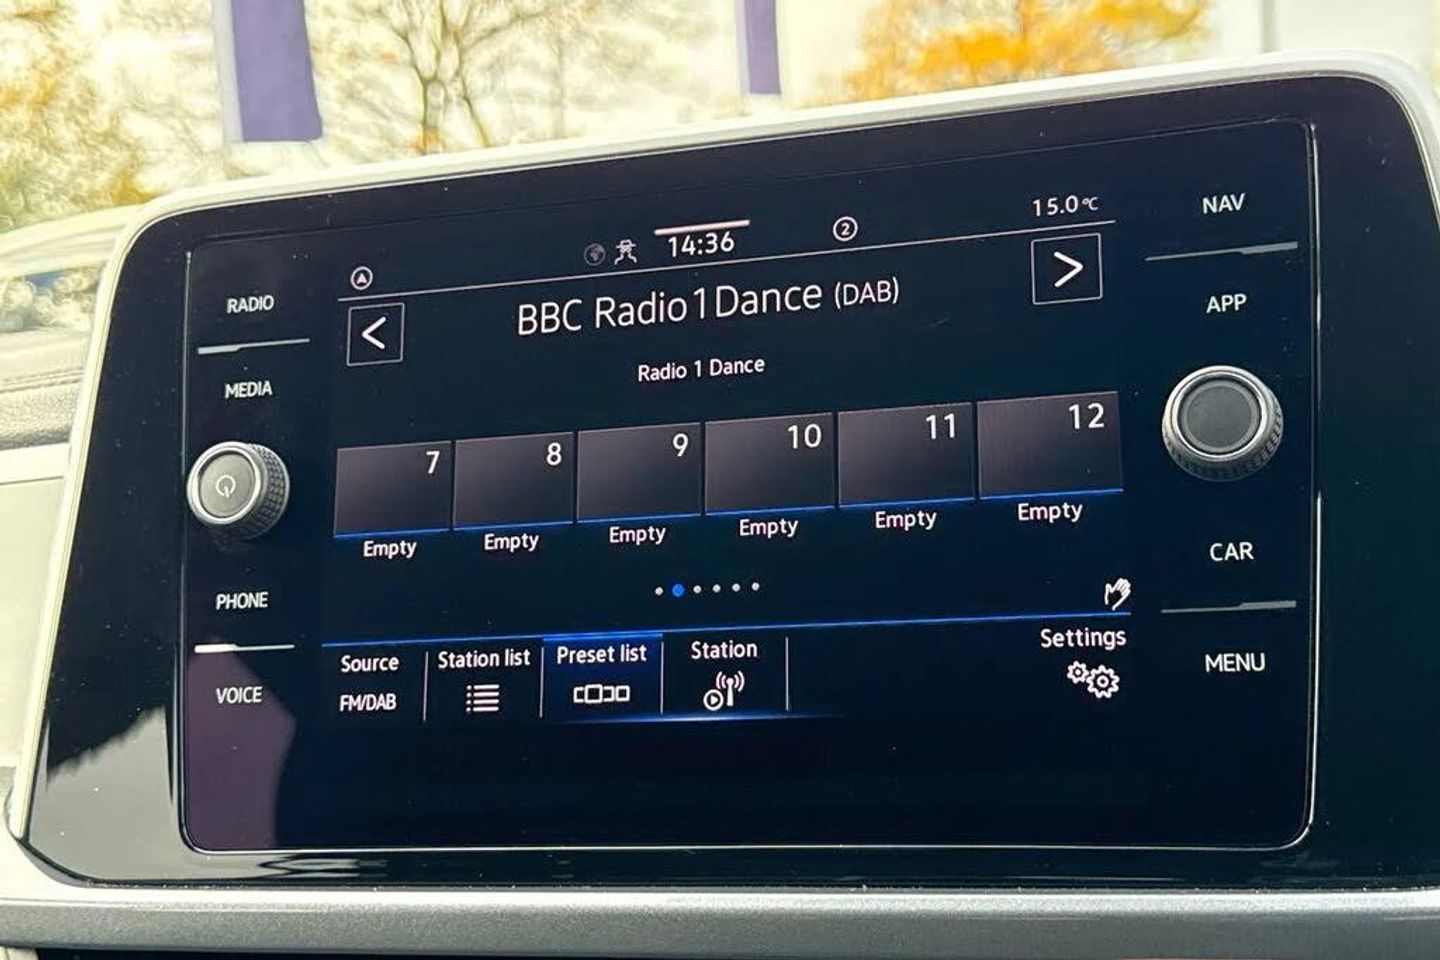 14:36
2
15.0°C
BBC Radio 1 Dance (DAB)
Radio 1 Dance
7 8 9 10 11 12
Empty Empty Empty Empty Empty Empty
Source Station list Preset list Station Settings
FM/DAB
RADIO
MEDIA
PHONE
VOICE
NAV
APP
CAR
MENU